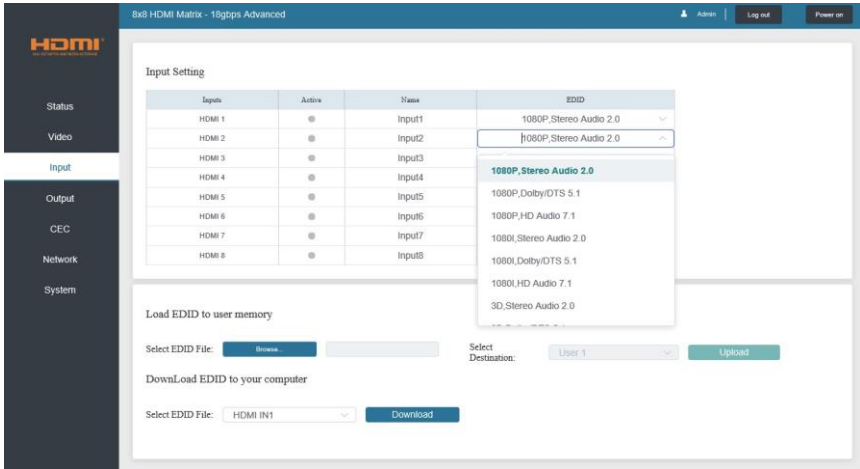 8x8 HDMI Matrix - 18gbps Advanced
Admin
Log out
Power on
HDMI
Status
Video
Input
Output
CEC
Network
System
Input Setting
Inputs Active Name EDID
HDMI 1 Input1 1080P,Stereo Audio 2.0
HDMI 2 Input2 1080P,Stereo Audio 2.0
HDMI 3 Input3
HDMI 4 Input4
HDMI 5 Input5
HDMI 6 Input6
HDMI 7 Input7
HDMI 8 Input8
1080P,Stereo Audio 2.0
1080P,Dolby/DTS 5.1
1080P,HD Audio 7.1
1080I,Stereo Audio 2.0
1080I,Dolby/DTS 5.1
1080I,HD Audio 7.1
3D,Stereo Audio 2.0
Load EDID to user memory
Select EDID File: Browse...
Select
Destination:
User 1
Upload
DownLoad EDID to your computer
Select EDID File: HDMI IN1 Download